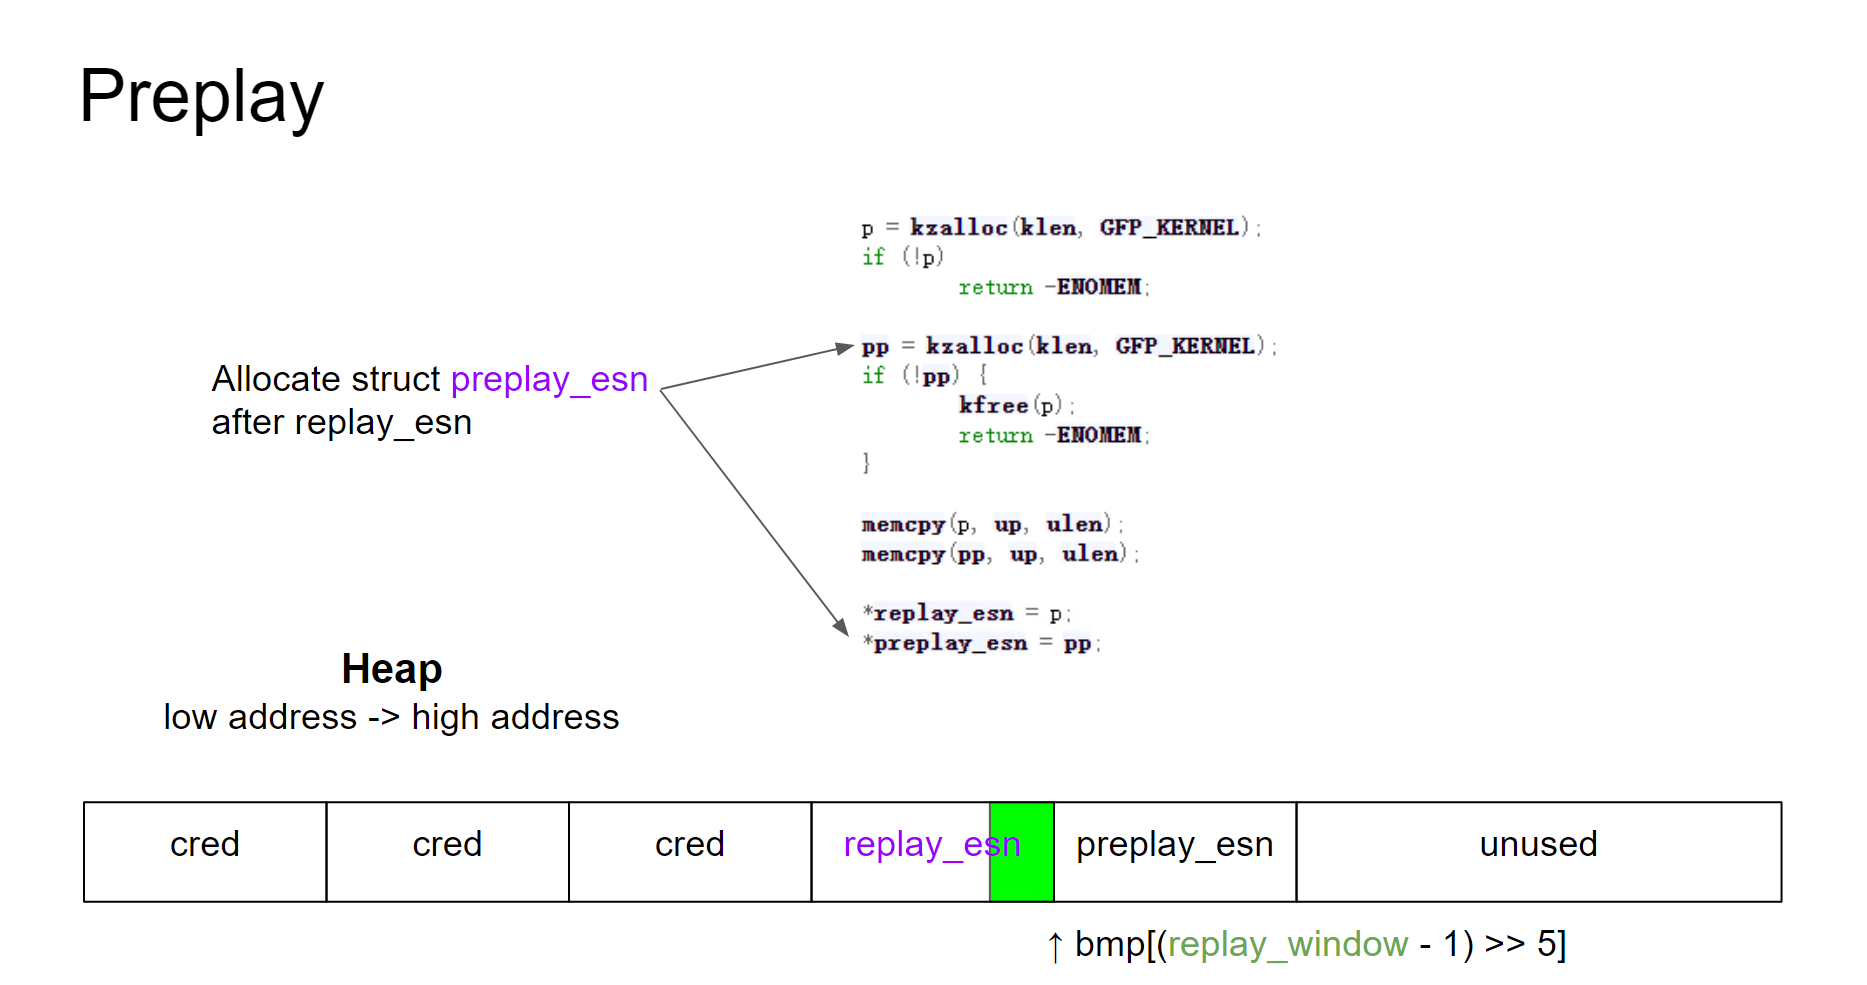 Preplay
p = kzalloc(klen, GFP_KERNEL);
if (!p)
return -ENOMEM;
pp = kzalloc(klen, GFP_KERNEL);
if (!pp) {
kfree(p);
return -ENOMEM;
}
memcpy(p, up, ulen);
memcpy(pp, up, ulen);
*replay_esn = p;
*preplay_esn = pp;
Allocate struct preplay_esn
after replay_esn
Heap
low address -> high address
cred cred cred replay_esn preplay_esn unused
↑ bmp[(replay_window - 1) >> 5]